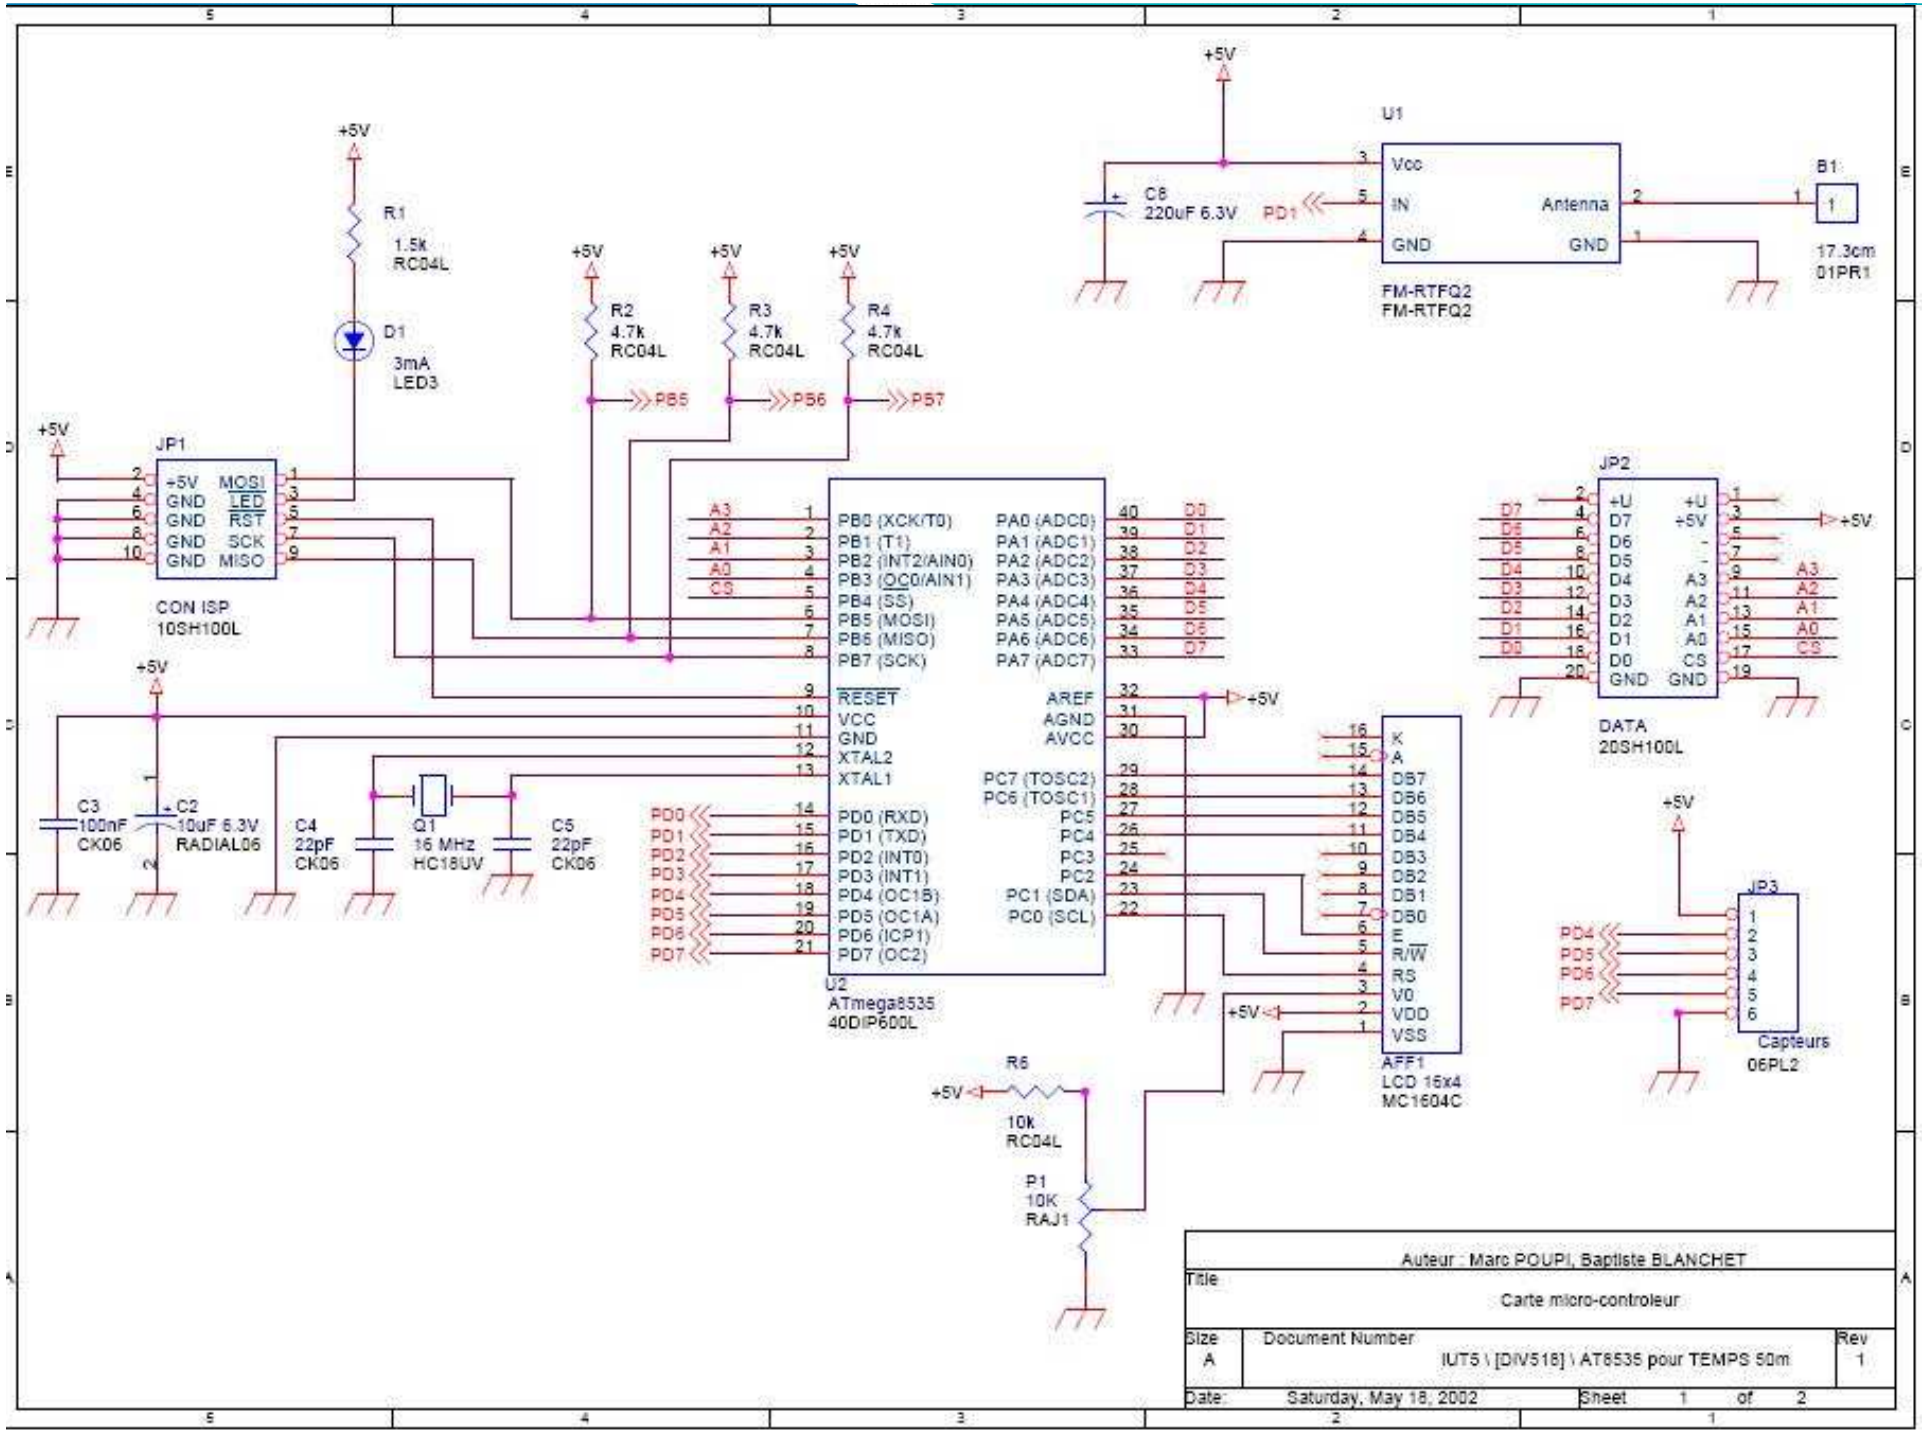 5 4 3 2 1
E
D
C
B
A
+5V
R1
1.5k
RC04L
D1
3mA
LED3
+5V
R2
4.7k
RC04L
PB5
+5V
R3
4.7k
RC04L
PB6
+5V
R4
4.7k
RC04L
PB7
+5V
C8
220uF 6.3V
PD1
U1
3 Vcc
5 IN
4 GND
Antenna 2
GND 1
FM-RTFQ2
FM-RTFQ2
B1
1 1
17.3cm
01PR1
+5V
JP1
2 +5V MOSI 1
4 GND LED 3
6 GND RST 5
8 GND SCK 7
10 GND MISO 9
CON ISP
10SH100L
+5V
C3
100nF
CK06
1
C2
10uF 6.3V
RADIAL06
2
C4
22pF
CK06
Q1
16 MHz
HC18UV
C5
22pF
CK06
A3 1 PB0 (XCK/T0) PA0 (ADC0) 40 D0
A2 2 PB1 (T1) PA1 (ADC1) 39 D1
A1 3 PB2 (INT2/AIN0) PA2 (ADC2) 38 D2
A0 4 PB3 (OC0/AIN1) PA3 (ADC3) 37 D3
CS 5 PB4 (SS) PA4 (ADC4) 36 D4
6 PB5 (MOSI) PA5 (ADC5) 35 D5
7 PB6 (MISO) PA6 (ADC6) 34 D6
8 PB7 (SCK) PA7 (ADC7) 33 D7
9 RESET AREF 32 +5V
10 VCC AGND 31
11 GND AVCC 30
12 XTAL2
13 XTAL1 PC7 (TOSC2) 29
PC6 (TOSC1) 28
PD0 14 PD0 (RXD) PC5 27
PD1 15 PD1 (TXD) PC4 26
PD2 16 PD2 (INT0) PC3 25
PD3 17 PD3 (INT1) PC2 24
PD4 18 PD4 (OC1B) PC1 (SDA) 23
PD5 19 PD5 (OC1A) PC0 (SCL) 22
PD6 20 PD6 (ICP1)
PD7 21 PD7 (OC2)
U2
ATmega8535
40DIP600L
16 K
15 A
14 DB7
13 DB6
12 DB5
11 DB4
10 DB3
9 DB2
8 DB1
7 DB0
6 E
5 R/W
4 RS
3 V0
+5V 2 VDD
1 VSS
AFF1
LCD 16x4
MC1604C
JP2
2 +U +U 1
D7 4 D7 +5V 3 +5V
D6 6 D6 - 5
D5 8 D5 - 7
D4 10 D4 A3 9 A3
D3 12 D3 A2 11 A2
D2 14 D2 A1 13 A1
D1 16 D1 A0 15 A0
D0 18 D0 CS 17 CS
20 GND GND 19
DATA
20SH100L
+5V
JP3
1
PD4 2
PD5 3
PD6 4
PD7 5
6
Capteurs
06PL2
R6
+5V
10k
RC04L
P1
10K
RAJ1
Auteur : Marc POUPI, Baptiste BLANCHET
Title
Carte micro-controleur
Size
A
Document Number
IUT5 \ [DIV518] \ AT8535 pour TEMPS 50m
Rev
1
Date: Saturday, May 18, 2002 Sheet 1 of 2
5 4 3 2 1